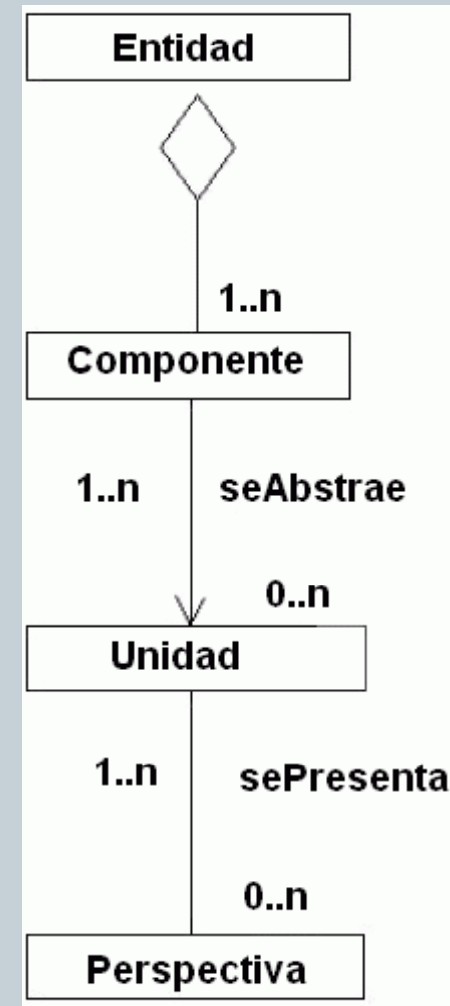 Entidad
1..n
Componente
1..n seAbstrae
0..n
Unidad
1..n sePresenta
0..n
Perspectiva